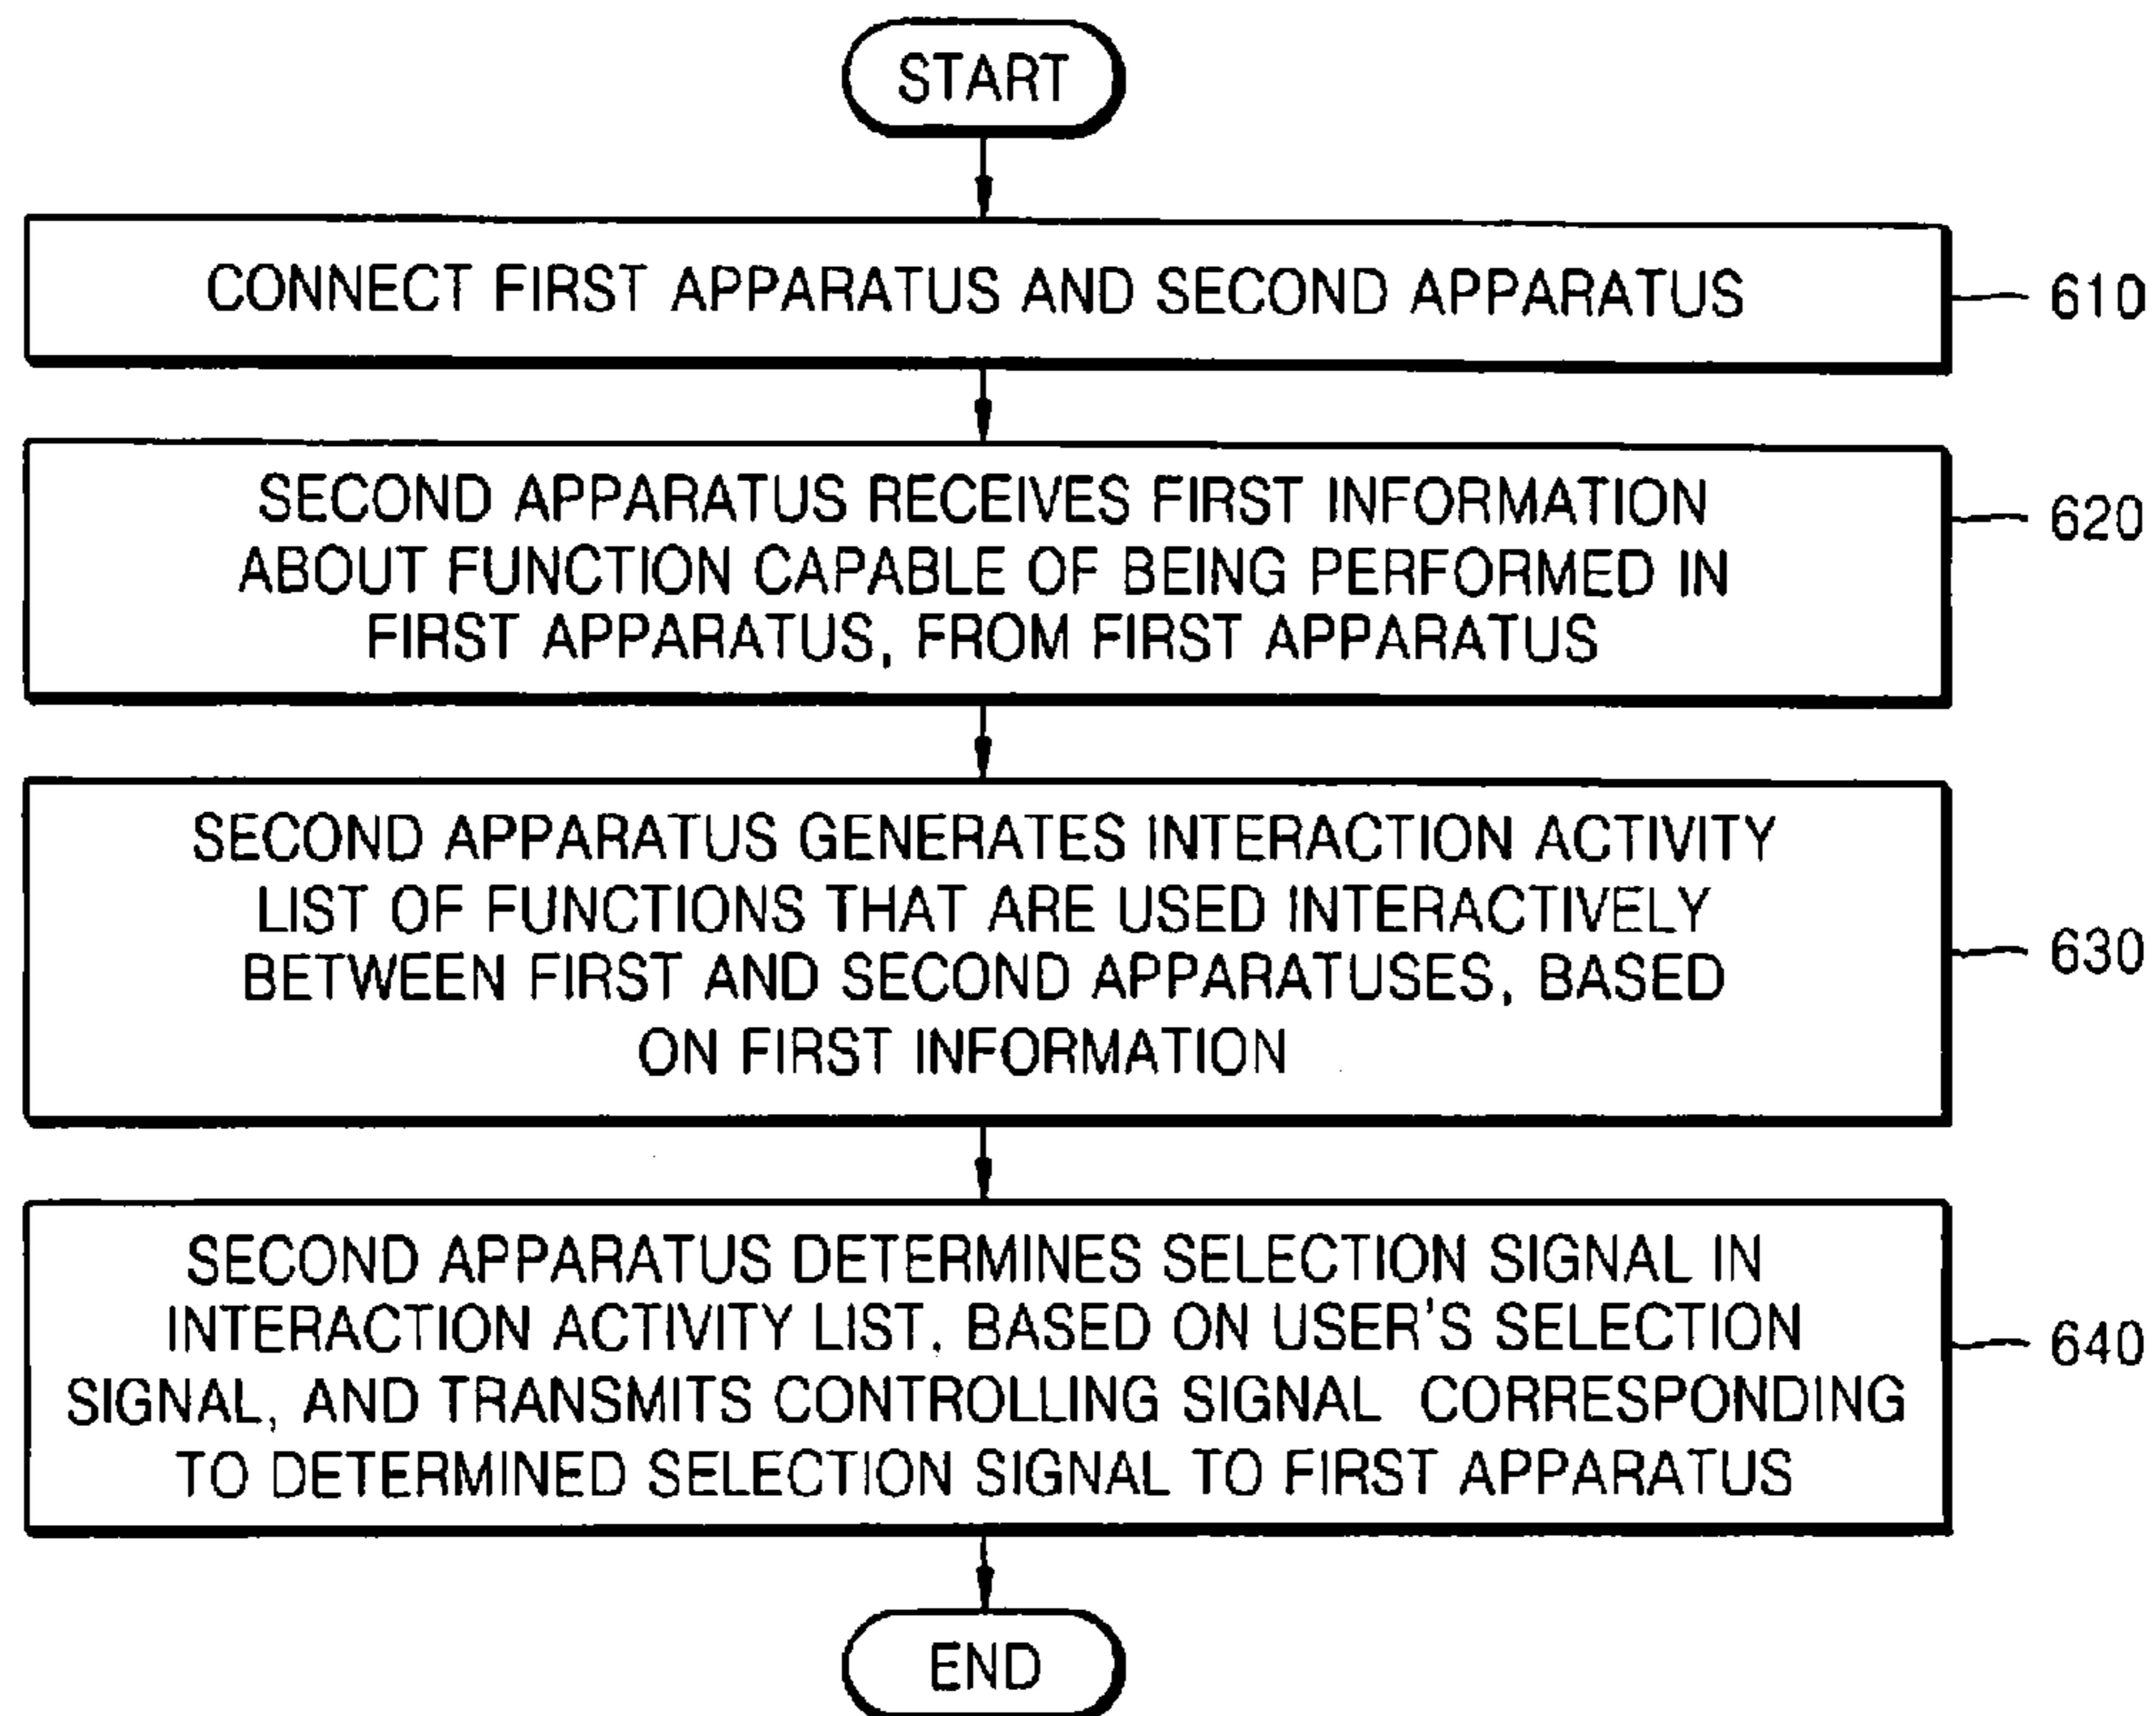 START
CONNECT FIRST APPARATUS AND SECOND APPARATUS
610
SECOND APPARATUS RECEIVES FIRST INFORMATION
ABOUT FUNCTION CAPABLE OF BEING PERFORMED IN
FIRST APPARATUS, FROM FIRST APPARATUS
620
SECOND APPARATUS GENERATES INTERACTION ACTIVITY
LIST OF FUNCTIONS THAT ARE USED INTERACTIVELY
BETWEEN FIRST AND SECOND APPARATUSES, BASED
ON FIRST INFORMATION
630
SECOND APPARATUS DETERMINES SELECTION SIGNAL IN
INTERACTION ACTIVITY LIST, BASED ON USER'S SELECTION
SIGNAL, AND TRANSMITS CONTROLLING SIGNAL CORRESPONDING
TO DETERMINED SELECTION SIGNAL TO FIRST APPARATUS
640
END